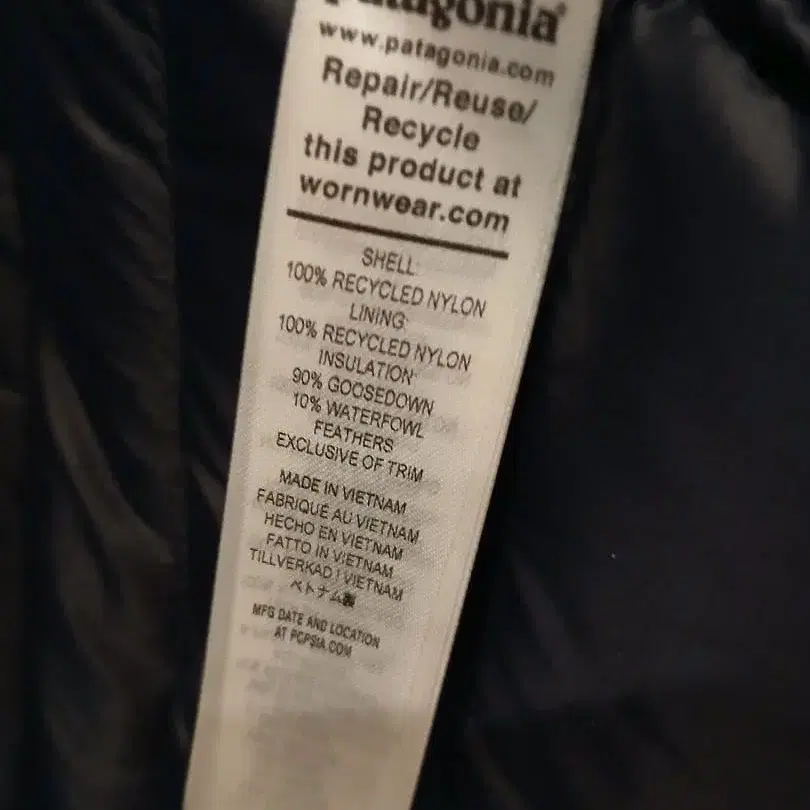 patagonia®
www.patagonia.com
Repair/Reuse/
Recycle
this product at
wornwear.com
SHELL:
100% RECYCLED NYLON
LINING:
100% RECYCLED NYLON
INSULATION:
90% GOOSEDOWN
10% WATERFOWL
FEATHERS
EXCLUSIVE OF TRIM
MADE IN VIETNAM
FABRIQUÉ AU VIETNAM
HECHO EN VIETNAM
FATTO IN VIETNAM
TILLVERKAD I VIETNAM
ベトナム製
MFG DATE AND LOCATION
AT PCPSIA.COM